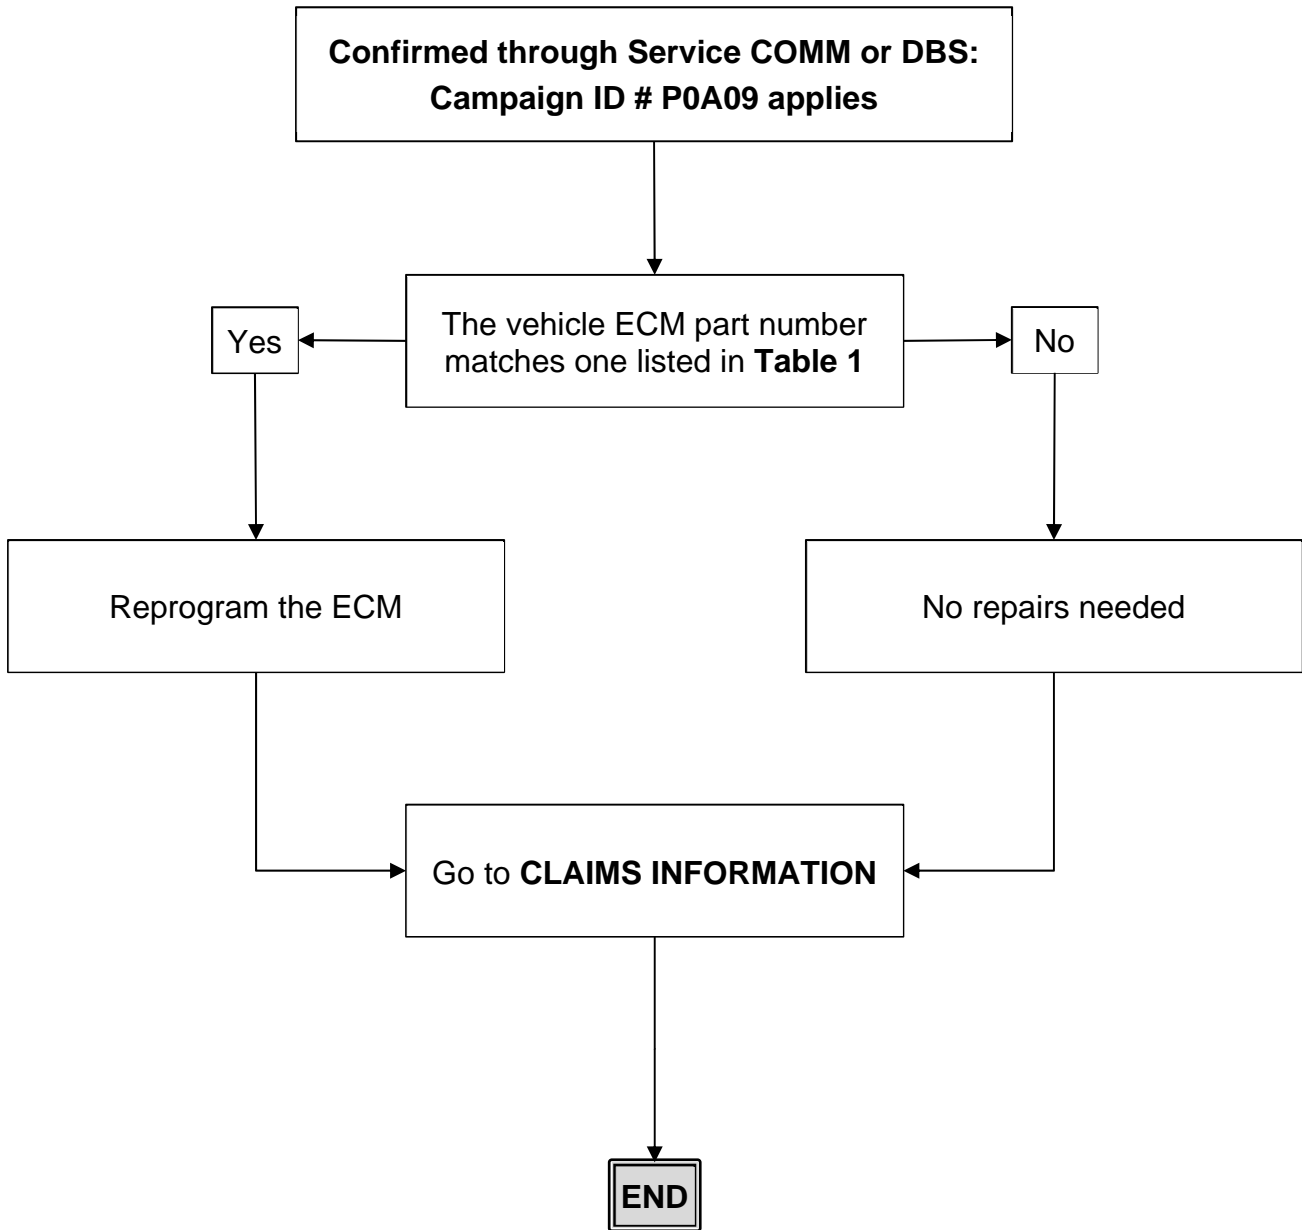 Confirmed through Service COMM or DBS:
Campaign ID # P0A09 applies
The vehicle ECM part number
matches one listed in Table 1
Yes
No
Reprogram the ECM
No repairs needed
Go to CLAIMS INFORMATION
END